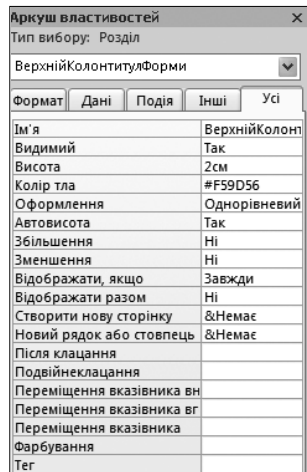 Аркуш властивостей ×
Тип вибору: Розділ
ВерхнійКолонтитулФорми
Формат Дані Подія Інші Усі
Ім'я ВерхнійКолонт
Видимий Так
Висота 2см
Колір тла #F59D56
Оформлення Однорівневий
Автовисота Так
Збільшення Ні
Зменшення Ні
Відображати, якщо Завжди
Відображати разом Ні
Створити нову сторінку &Немає
Новий рядок або стовпець &Немає
Після клацання
Подвійнеклацання
Переміщення вказівника вн
Переміщення вказівника вг
Переміщення вказівника
Фарбування
Тег